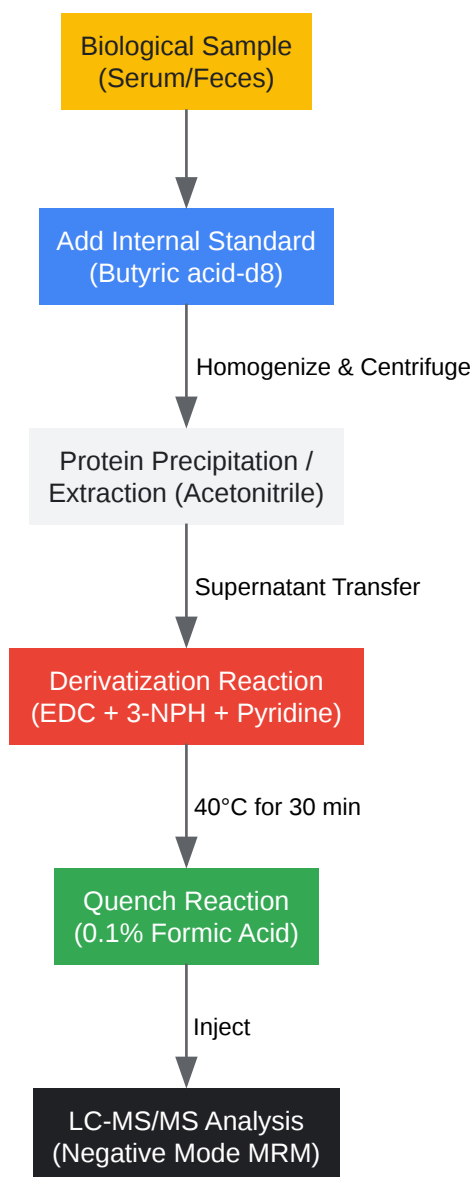 Biological Sample
(Serum/Feces)
Add Internal Standard
(Butyric acid-d8)
Homogenize & Centrifuge
Protein Precipitation /
Extraction (Acetonitrile)
Supernatant Transfer
Derivatization Reaction
(EDC + 3-NPH + Pyridine)
40°C for 30 min
Quench Reaction
(0.1% Formic Acid)
Inject
LC-MS/MS Analysis
(Negative Mode MRM)